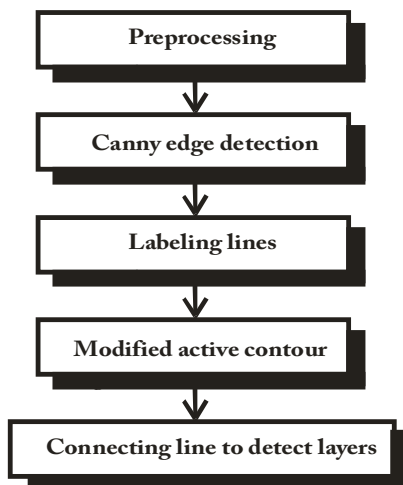 Preprocessing
Canny edge detection
Labeling lines
Modified active contour
Connecting line to detect layers